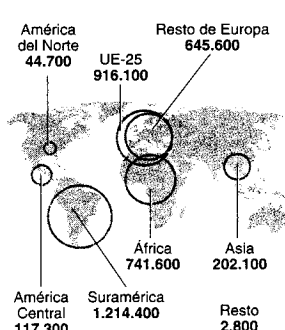 América
del Norte
44.700
UE-25
916.100
Resto de Europa
645.600
África
741.600
Asia
202.100
América
Central
117.300
Suramérica
1.214.400
Resto
2.800